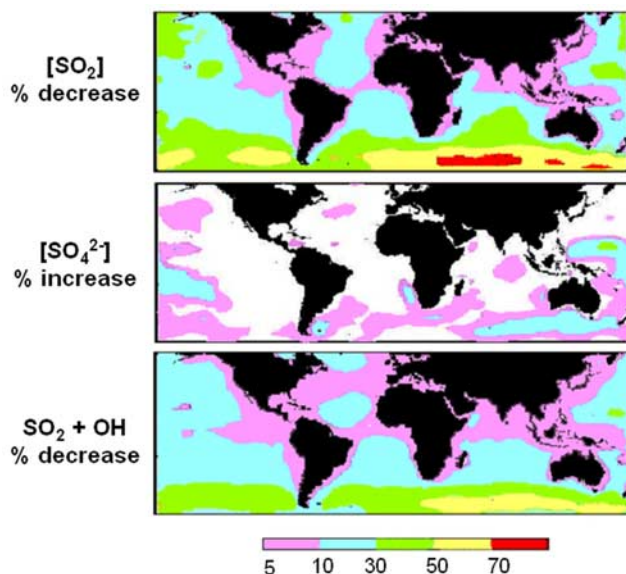 [SO₂]
% decrease
[SO₄²⁻]
% increase
SO₂ + OH
% decrease
5 10 30 50 70